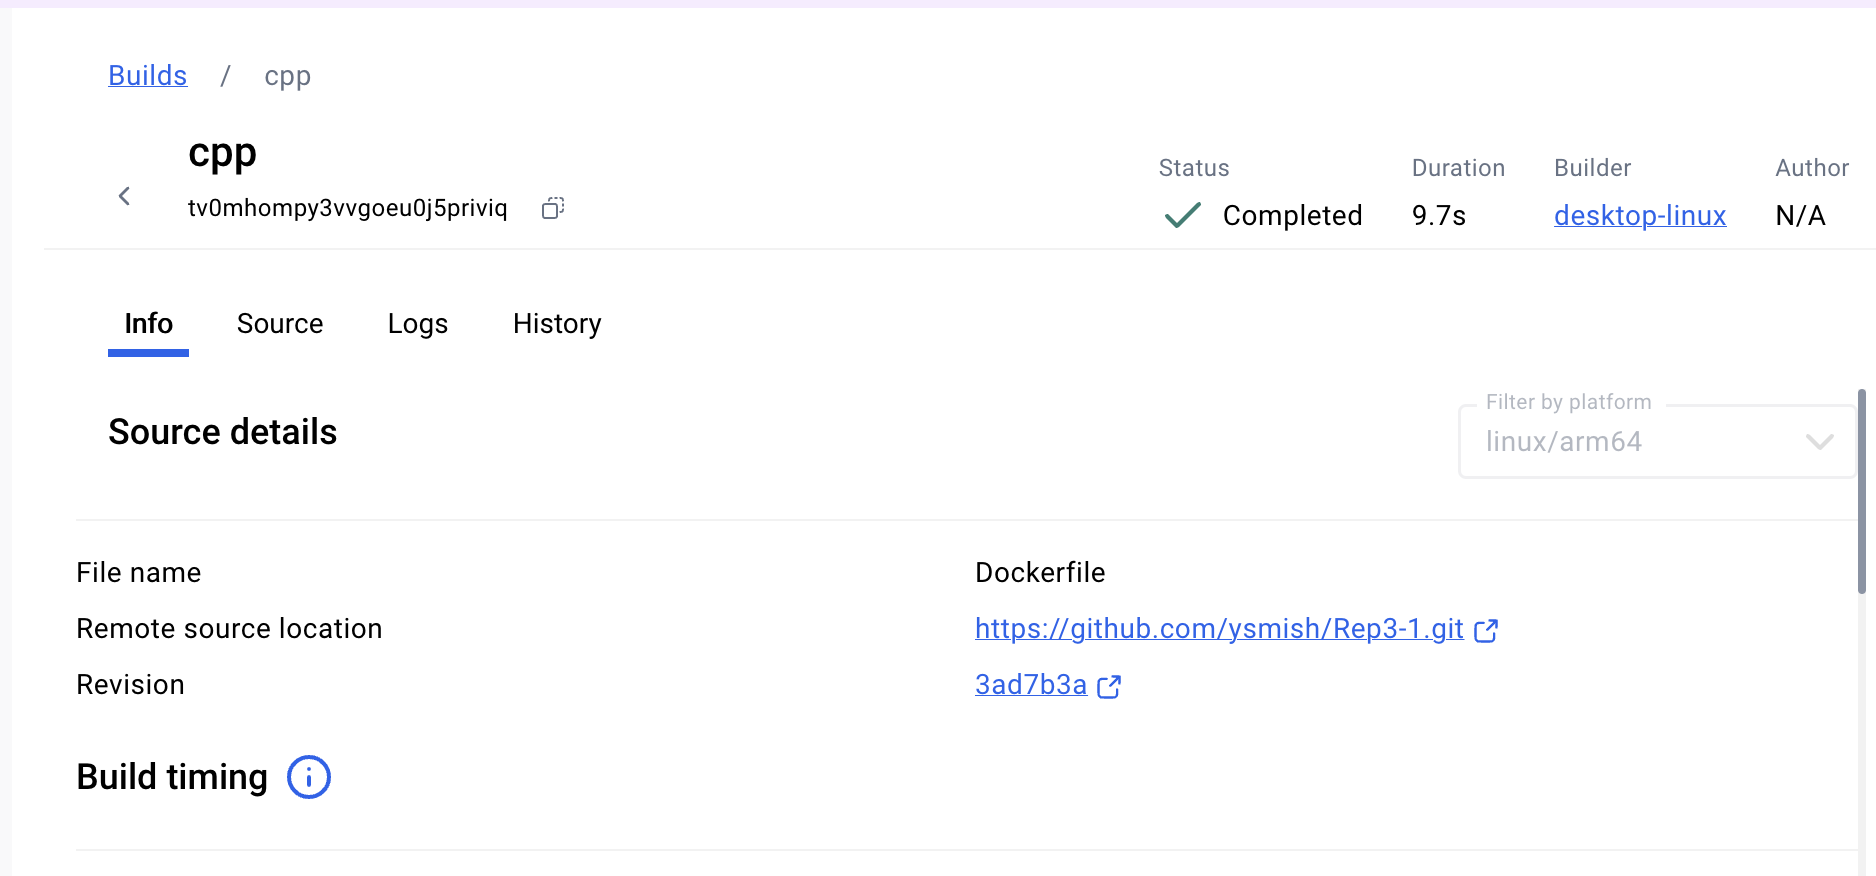 Builds / cpp
cpp
tv0mhompy3vvgoeu0j5priviq
Status Duration Builder Author
Completed 9.7s desktop-linux N/A
Info Source Logs History
Filter by platform
Source details linux/arm64
File name Dockerfile
Remote source location https://github.com/ysmish/Rep3-1.git
Revision 3ad7b3a
Build timing